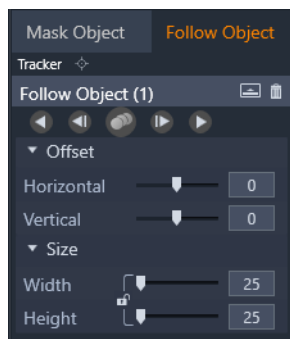 Mask Object Follow Object
Tracker
Follow Object (1)
Offset
Horizontal 0
Vertical 0
Size
Width 25
Height 25